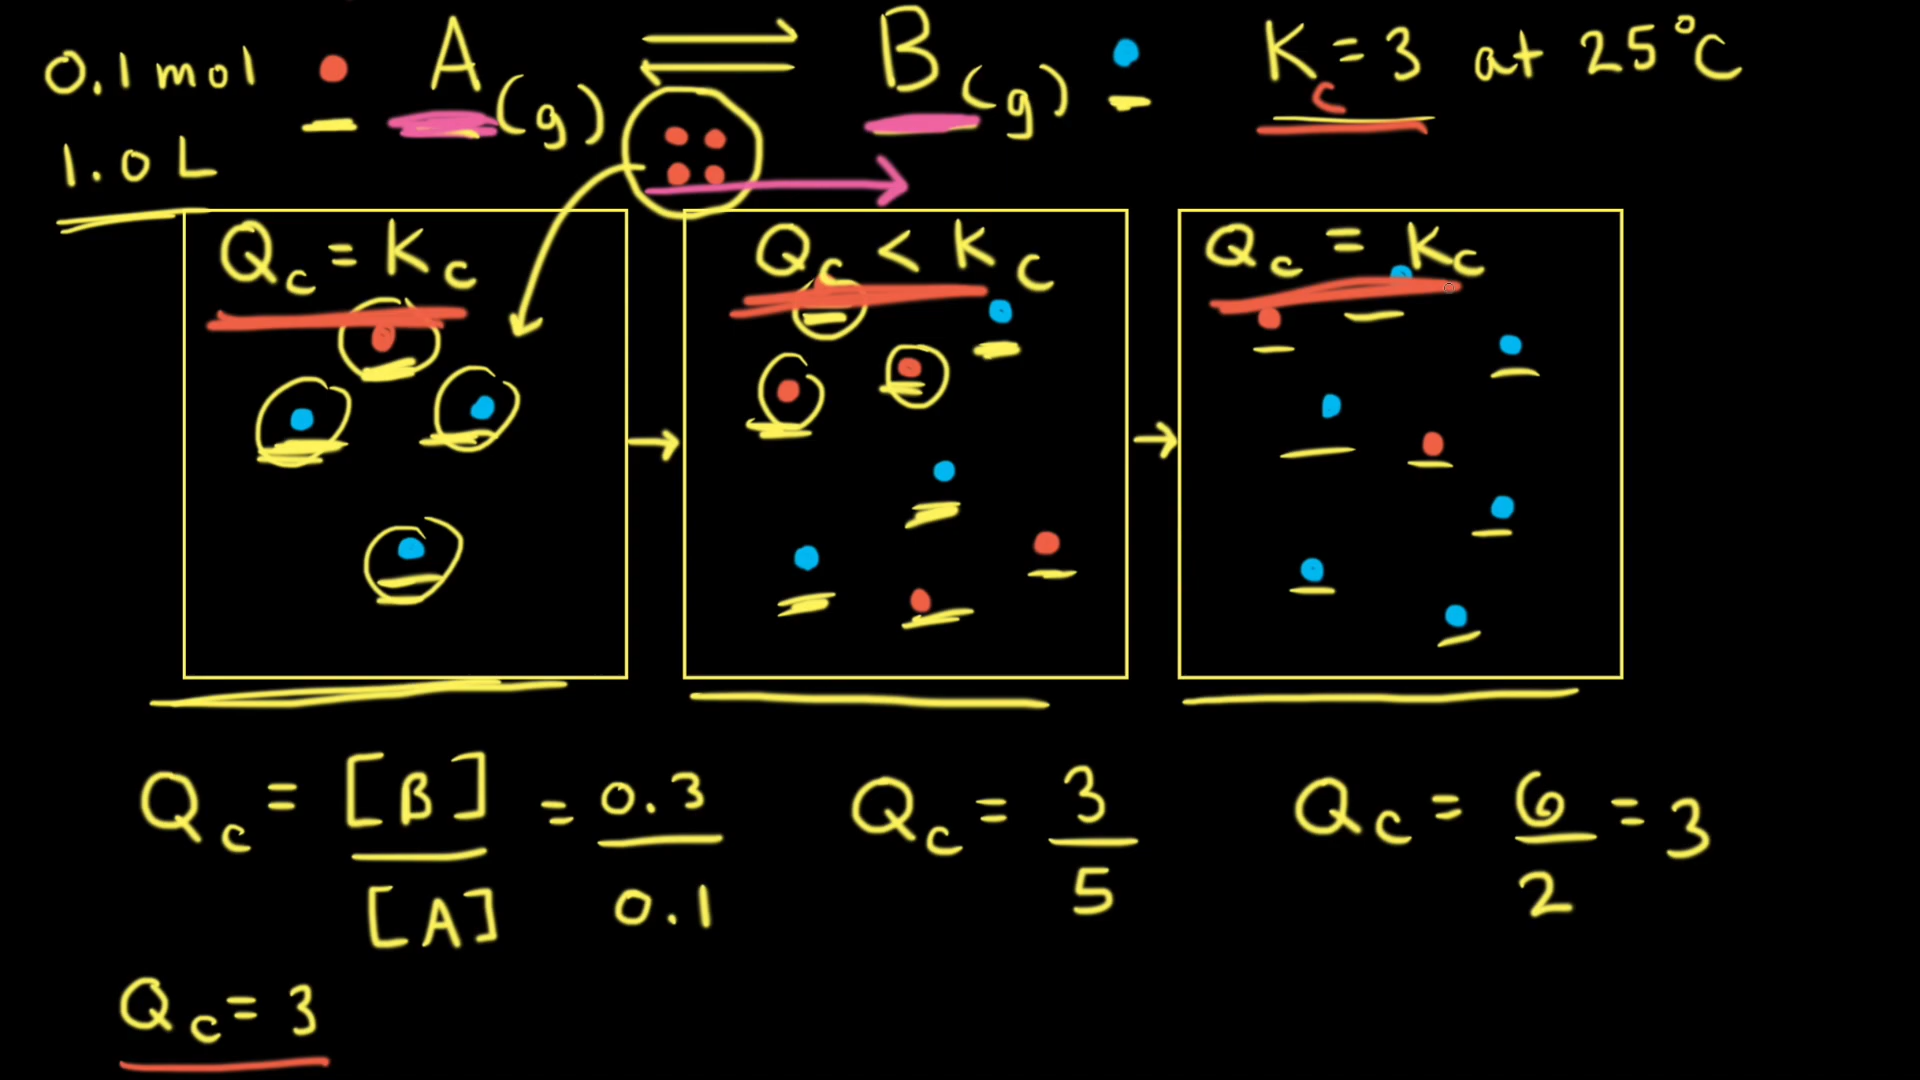 0.1 mol A(g) ⇌ B(g) Kc = 3 at 25°C
1.0 L
Qc = Kc
Qc < Kc
Qc = Kc
Qc = [B] / [A] = 0.3 / 0.1
Qc = 3 / 5
Qc = 6 / 2 = 3
Qc = 3